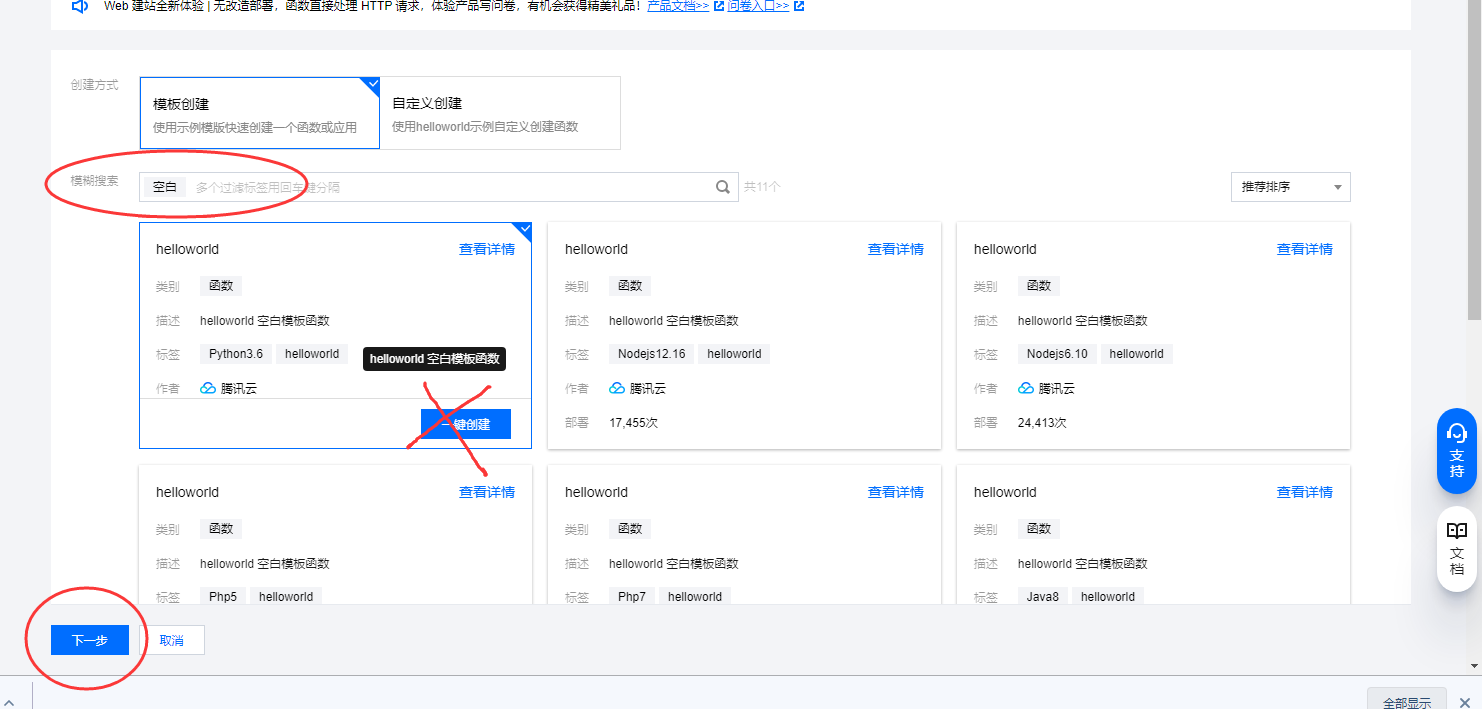 Web 建站全新体验 | 无改造部署，函数直接处理 HTTP 请求，体验产品写问卷，有机会获得精美礼品！产品文档>> 问卷入口>>
创建方式
模板创建
使用示例模版快速创建一个函数或应用
自定义创建
使用helloworld示例自定义创建函数
模糊搜索 空白 多个过滤标签用回车键分隔 共11个 推荐排序
helloworld 查看详情
类别 函数
描述 helloworld 空白模板函数
标签 Python3.6 helloworld
helloworld 空白模板函数
作者 腾讯云
一键创建
helloworld 查看详情
类别 函数
描述 helloworld 空白模板函数
标签 Nodejs12.16 helloworld
作者 腾讯云
部署 17,455次
helloworld 查看详情
类别 函数
描述 helloworld 空白模板函数
标签 Nodejs6.10 helloworld
作者 腾讯云
部署 24,413次
helloworld 查看详情
类别 函数
描述 helloworld 空白模板函数
标签 Php5 helloworld
helloworld 查看详情
类别 函数
描述 helloworld 空白模板函数
标签 Php7 helloworld
helloworld 查看详情
类别 函数
描述 helloworld 空白模板函数
标签 Java8 helloworld
支持
文档
下一步 取消
全部显示